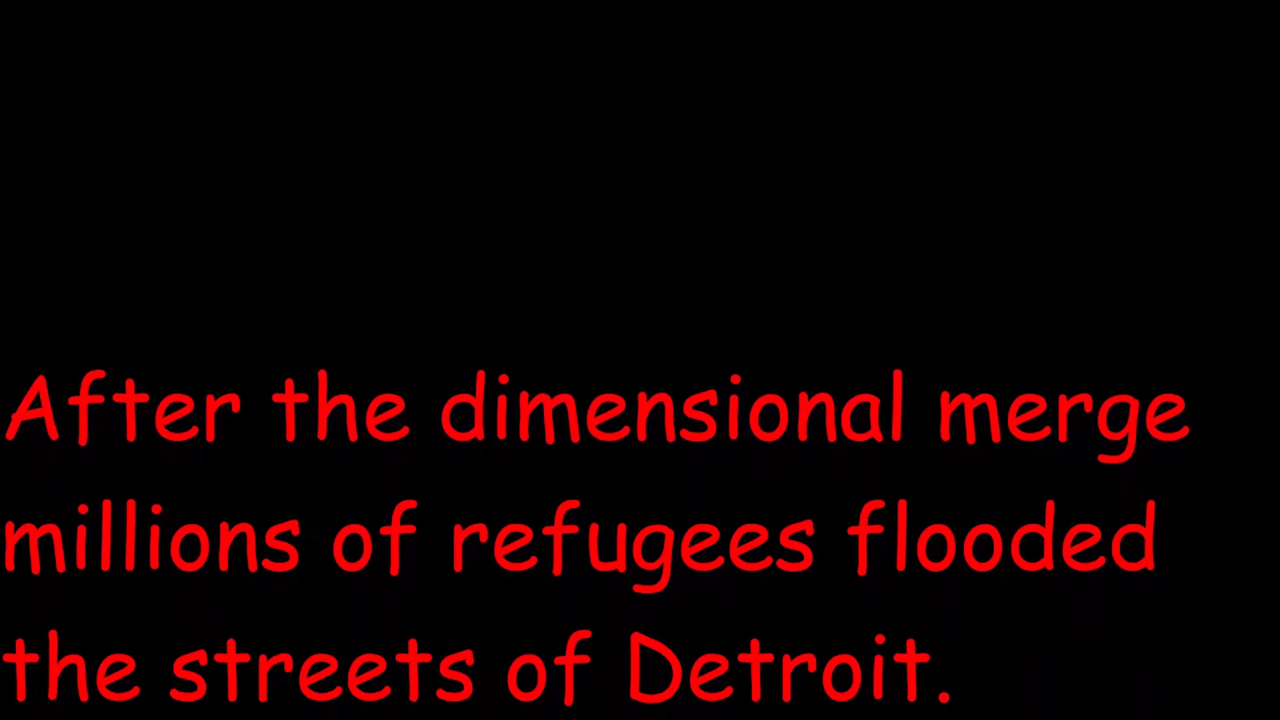 After the dimensional merge
millions of refugees flooded
the streets of Detroit.